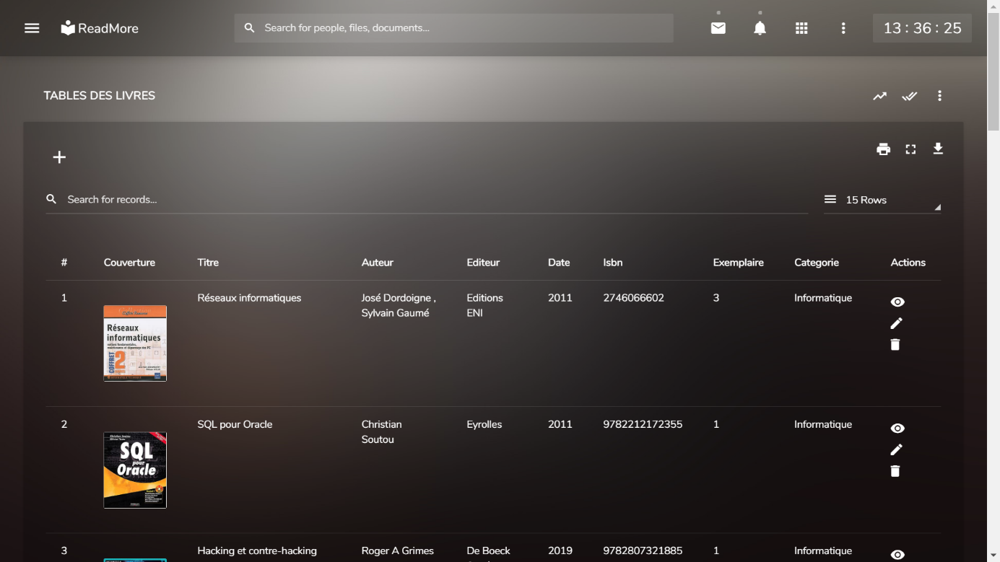 ReadMore
Search for people, files, documents...
13 : 36 : 25
TABLES DES LIVRES
Search for records...
15 Rows
# Couverture Titre Auteur Editeur Date Isbn Exemplaire Categorie Actions
1 Réseaux informatiques José Dordoigne , Editions 2011 2746066602 3 Informatique
Sylvain Gaumé ENI
Réseaux
informatiques
COFFRET
2
2 SQL pour Oracle Christian Eyrolles 2011 9782212172355 1 Informatique
Soutou
Christian Soutou
SQL
pour
Oracle
3 Hacking et contre-hacking Roger A Grimes De Boeck 2019 9782807321885 1 Informatique